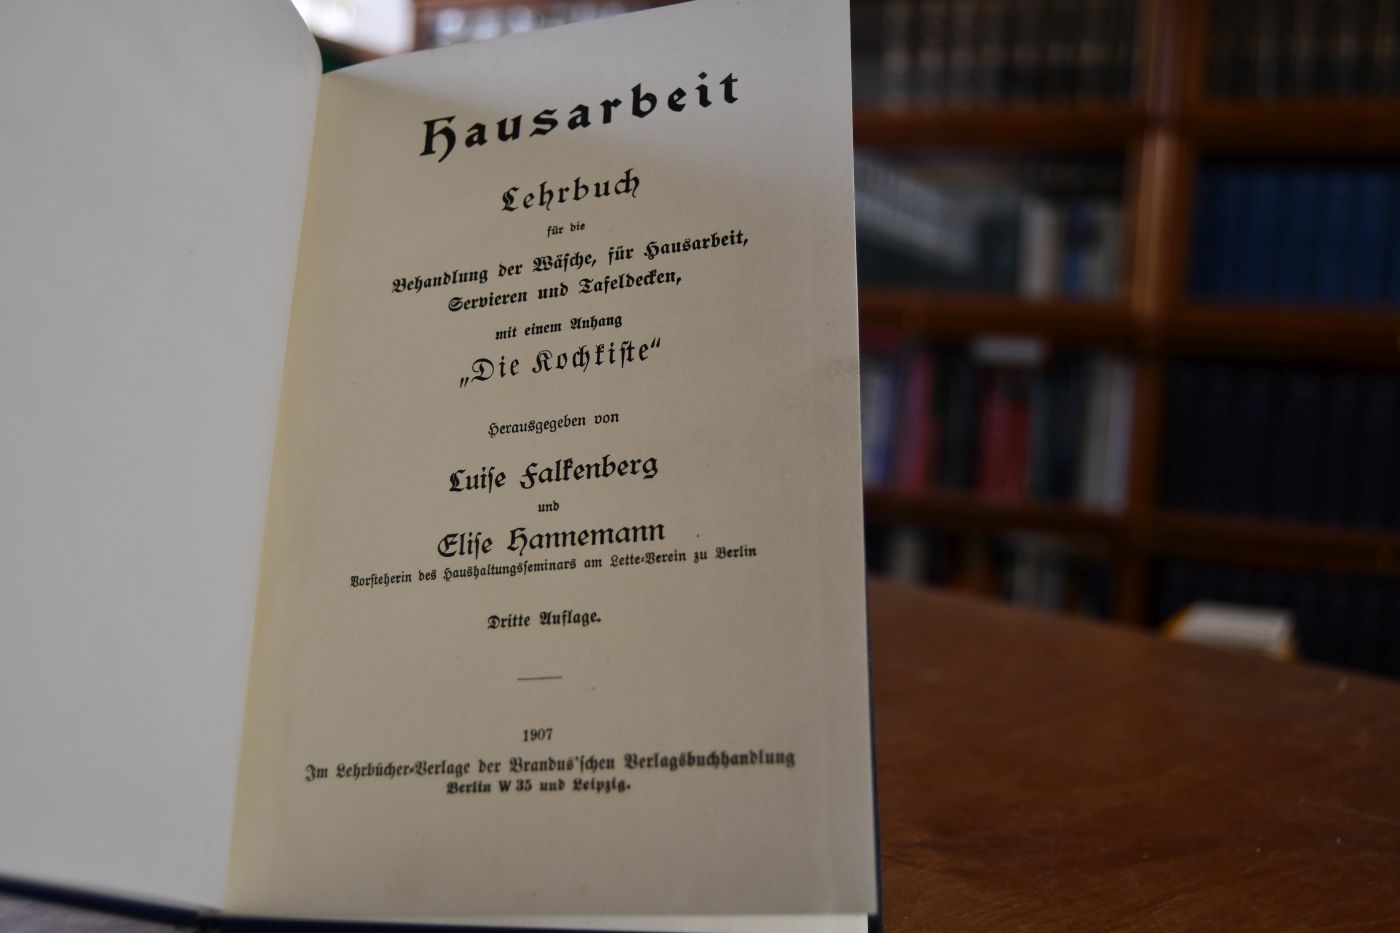 Hausarbeit
Lehrbuch
für die
Behandlung der Wäſche, für Hausarbeit,
Servieren und Tafeldecken,
mit einem Anhang
„Die Kochkiſte“
Herausgegeben von
Luiſe Falkenberg
und
Eliſe Hannemann
Vorſteherin des Haushaltungsſeminars am Lette-Verein zu Berlin
Dritte Auflage.
1907
Im Lehrbücher-Verlage der Brandus'ſchen Verlagsbuchhandlung
Berlin W 35 und Leipzig.